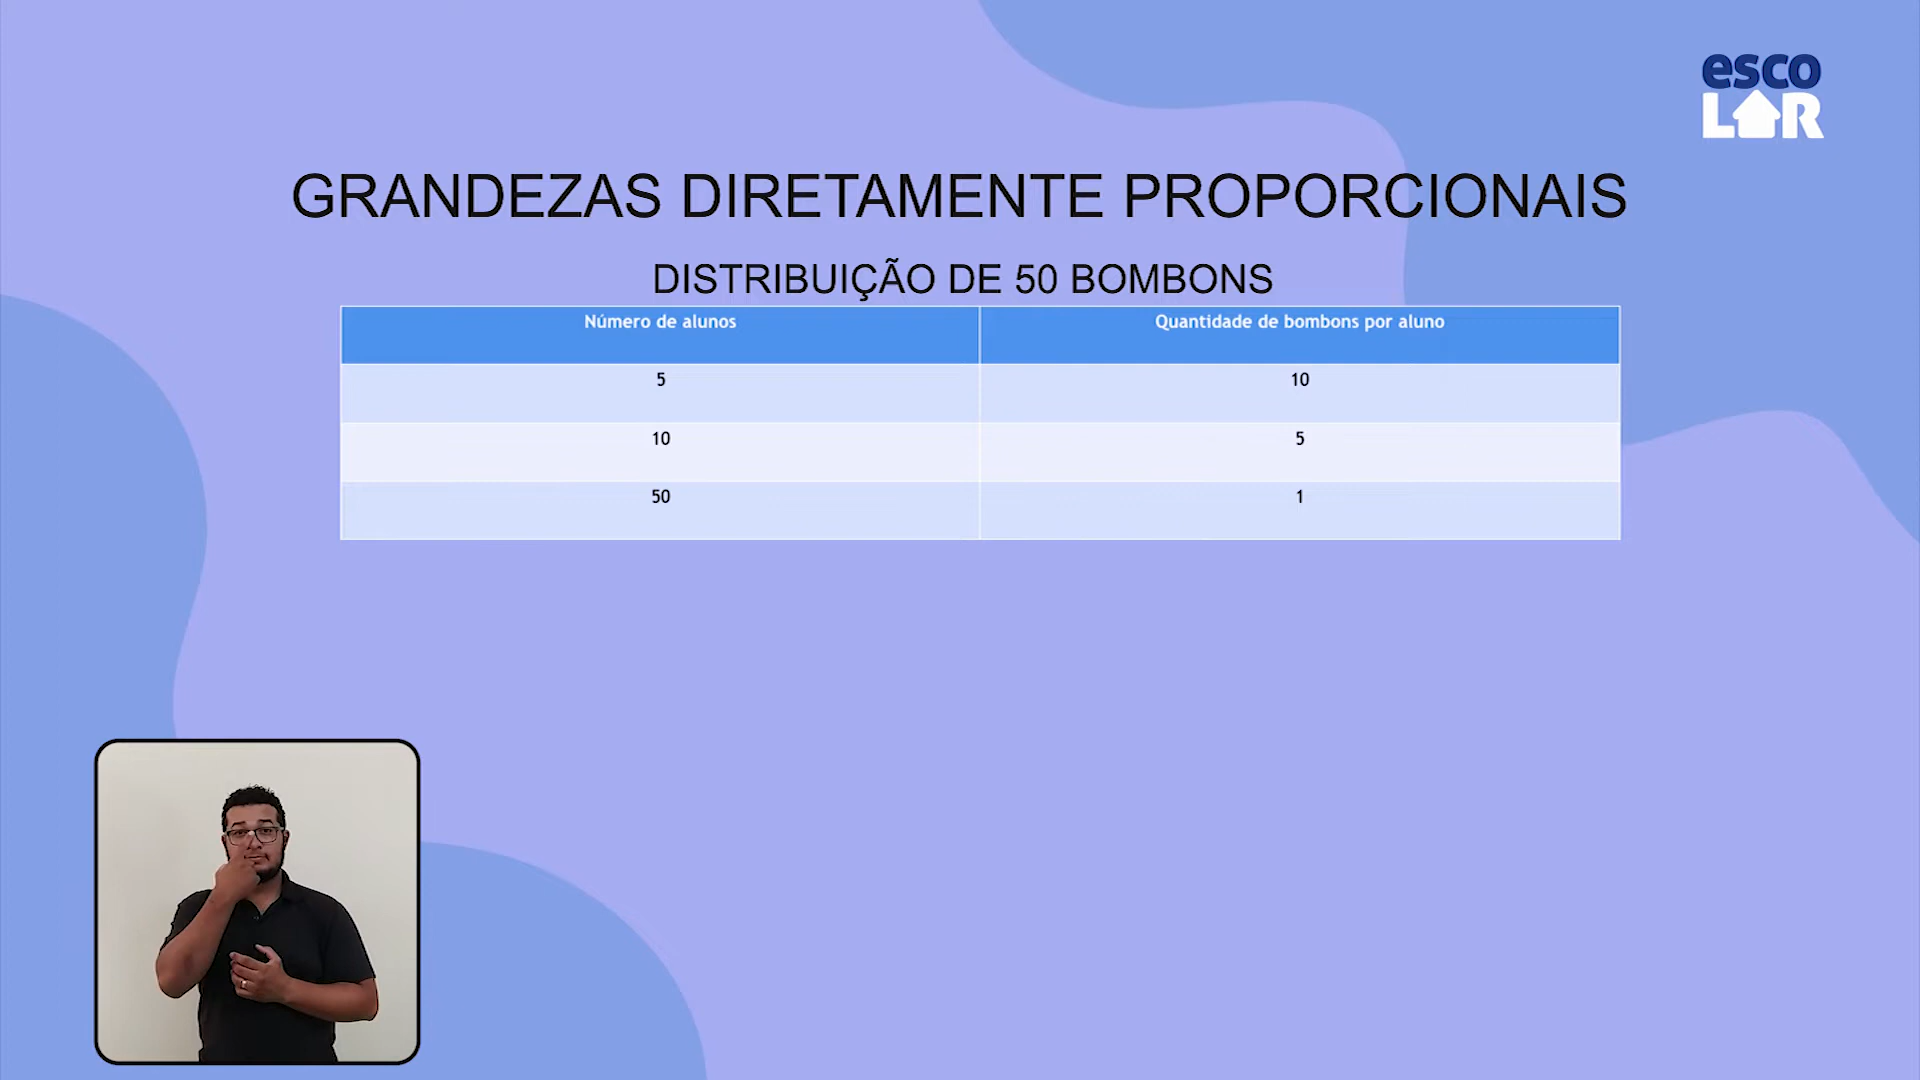 esco
LAR
GRANDEZAS DIRETAMENTE PROPORCIONAIS
DISTRIBUIÇÃO DE 50 BOMBONS
Número de alunos Quantidade de bombons por aluno
5 10
10 5
50 1